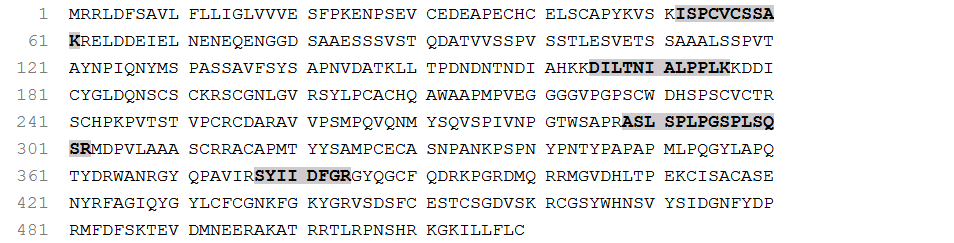 1 MRRLDFSAVL FLLIGLVVVE SFPKENPSEV CEDEAPECHC ELSCAPYKVS KISPCVCSSA
61 KRELDDEIEL NENEQENGGD SAAESSSVST QDATVVSSPV SSTLESVETS SAAALSSPVT
121 AYNPIQNYMS PASSAVFSYS APNVDATKLL TPDNDNTNDI AHKKDILTNI ALPPLKKDDI
181 CYGLDQNSCS CKRSCGNLGV RSYLPCACHQ AWAAPMPVEG GGGVPGPSCW DHSPSCVCTR
241 SCHPKPVTST VPCRCDARAV VPSMPQVQNM YSQVSPIVNP GTWSAPRASL SPLPGSPLSQ
301 SRMDPVLAAA SCRRACAPMT YYSAMPCECA SNPANKPSPN YPNTYPAPAP MLPQGYLAPQ
361 TYDRWANRGY QPAVIRSYII DFGRGYQGCF QDRKPGRDMQ RRMGVDHLTP EKCISACASE
421 NYRFAGIQYG YLCFCGNKFG KYGRVSDSFC ESTCSGDVSK RCGSYWHNSV YSIDGNFYDP
481 RMFDFSKTEV DMNEERAKAT RRTLRPNSHR KGKILLFLC